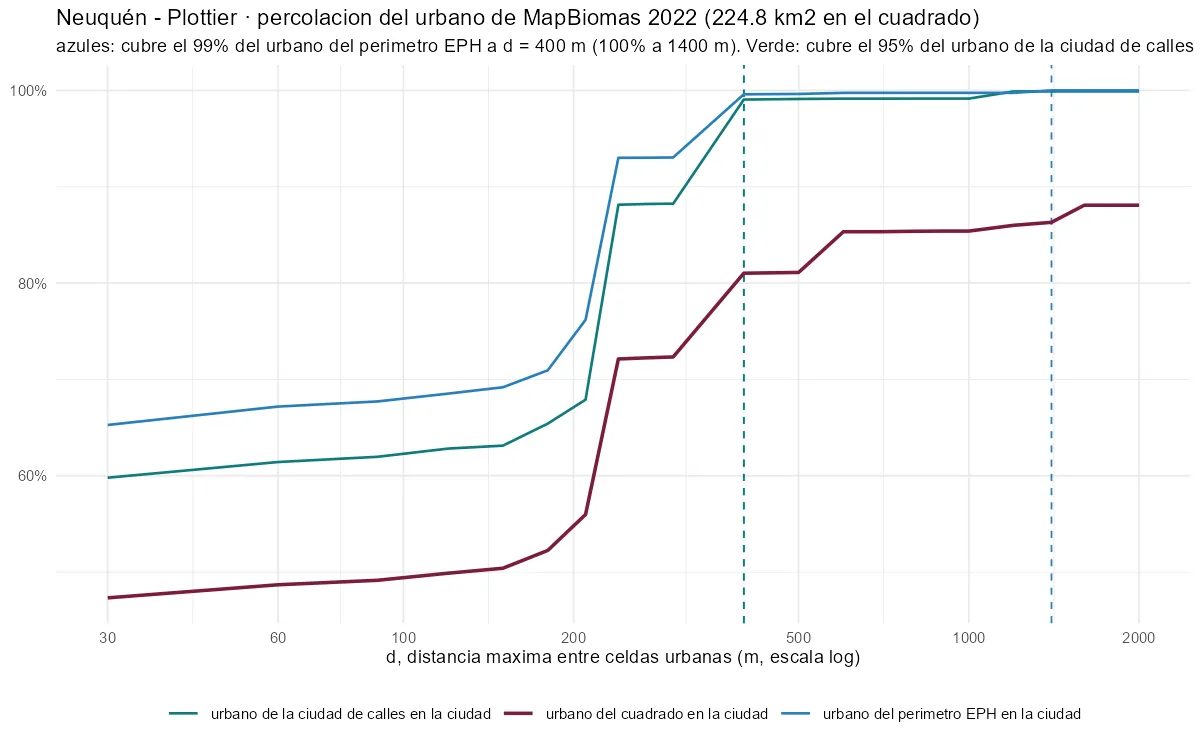 Neuquén - Plottier · percolacion del urbano de MapBiomas 2022 (224.8 km2 en el cuadrado)
azules: cubre el 99% del urbano del perimetro EPH a d = 400 m (100% a 1400 m). Verde: cubre el 95% del urbano de la ciudad de calles
100%
80%
60%
30 60 100 200 500 1000 2000
d, distancia maxima entre celdas urbanas (m, escala log)
urbano de la ciudad de calles en la ciudad urbano del cuadrado en la ciudad urbano del perimetro EPH en la ciudad